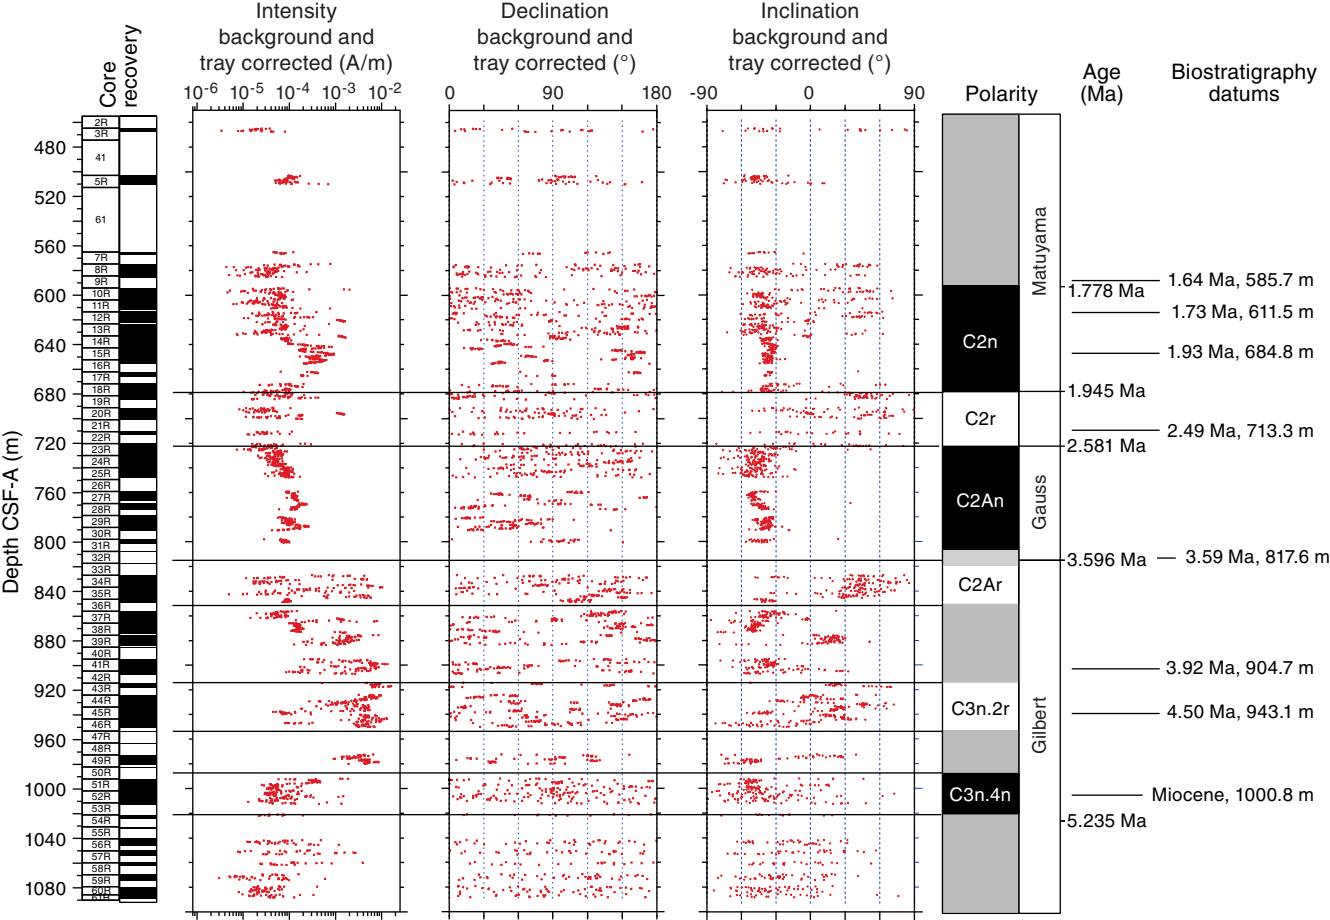 Intensity
background and
tray corrected (A/m)
Declination
background and
tray corrected (°)
Inclination
background and
tray corrected (°)
Core
recovery
Polarity
Age
(Ma)
Biostratigraphy
datums
10-6 10-5 10-4 10-3 10-2
0 90 180
-90 0 90
Depth CSF-A (m)
480
520
560
600
640
680
720
760
800
840
880
920
960
1000
1040
1080
2R
3R
41
5R
61
7R
8R
9R
10R
11R
12R
13R
14R
15R
16R
17R
18R
19R
20R
21R
22R
23R
24R
25R
26R
27R
28R
29R
30R
31R
32R
33R
34R
35R
36R
37R
38R
39R
40R
41R
42R
43R
44R
45R
46R
47R
48R
49R
50R
51R
52R
53R
54R
55R
56R
57R
58R
59R
60R
61R
C2n
C2r
C2An
C2Ar
C3n.2r
C3n.4n
Matuyama
Gauss
Gilbert
1.778 Ma
1.945 Ma
2.581 Ma
3.596 Ma
5.235 Ma
1.64 Ma, 585.7 m
1.73 Ma, 611.5 m
1.93 Ma, 684.8 m
2.49 Ma, 713.3 m
3.59 Ma, 817.6 m
3.92 Ma, 904.7 m
4.50 Ma, 943.1 m
Miocene, 1000.8 m